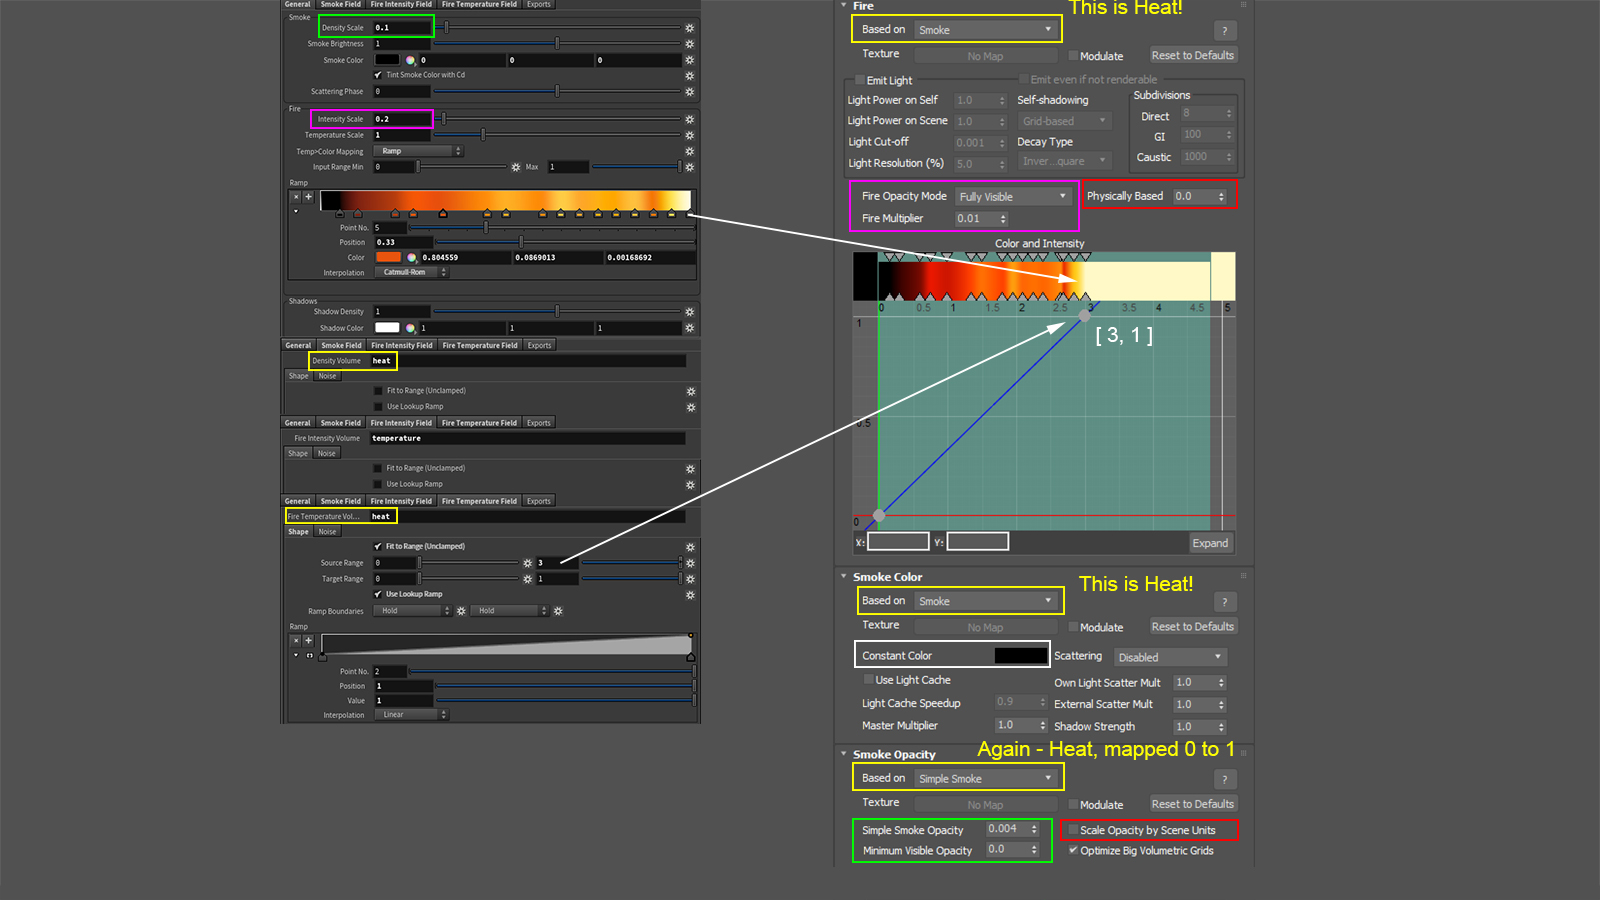 General Smoke Field Fire Intensity Field Fire Temperature Field Exports
Smoke
Density Scale 0.1
Smoke Brightness 1
Smoke Color 0 0 0
Tint Smoke Color with Cd
Scattering Phase 0
Fire
Intensity Scale 0.2
Temperature Scale 1
Temp>Color Mapping Ramp
Input Range Min 0 Max 1
Ramp
Point No. 5
Position 0.33
Color 0.804559 0.0869013 0.00168692
Interpolation Catmull-Rom
Shadows
Shadow Density 1
Shadow Color 1 1 1
General Smoke Field Fire Intensity Field Fire Temperature Field Exports
Density Volume heat
Shape Noise
Fit to Range (Unclamped)
Use Lookup Ramp
General Smoke Field Fire Intensity Field Fire Temperature Field Exports
Fire Intensity Volume temperature
Shape Noise
Fit to Range (Unclamped)
Use Lookup Ramp
General Smoke Field Fire Intensity Field Fire Temperature Field Exports
Fire Temperature Vol... heat
Shape Noise
Fit to Range (Unclamped)
Source Range 0 3
Target Range 0 1
Use Lookup Ramp
Ramp Boundaries Hold Hold
Ramp
Point No. 2
Position 1
Value 1
Interpolation Linear
Fire This is Heat!
Based on Smoke ?
Texture No Map Modulate Reset to Defaults
Emit Light Emit even if not renderable
Light Power on Self 1.0 Self-shadowing Subdivisions
Light Power on Scene 1.0 Grid-based Direct 8
Light Cut-off 0.001 Decay Type GI 100
Light Resolution (%) 5.0 Inver...quare Caustic 1000
Fire Opacity Mode Fully Visible Physically Based 0.0
Fire Multiplier 0.01
Color and Intensity
0 0.5 1 1.5 2 2.5 3 3.5 4 4.5 5
1
[ 3, 1 ]
0.5
0
X: Y: Expand
Smoke Color This is Heat!
Based on Smoke ?
Texture No Map Modulate Reset to Defaults
Constant Color Scattering Disabled
Use Light Cache Own Light Scatter Mult 1.0
Light Cache Speedup 0.9 External Scatter Mult 1.0
Master Multiplier 1.0 Shadow Strength 1.0
Smoke Opacity Again - Heat, mapped 0 to 1
Based on Simple Smoke ?
Texture No Map Modulate Reset to Defaults
Simple Smoke Opacity 0.004 Scale Opacity by Scene Units
Minimum Visible Opacity 0.0 Optimize Big Volumetric Grids